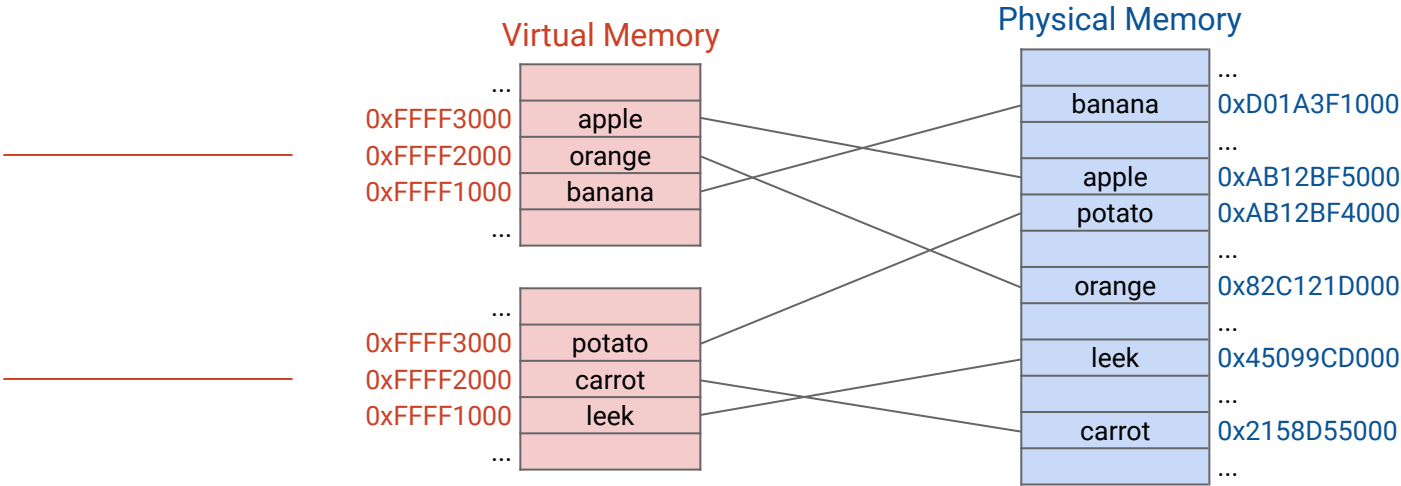 Virtual Memory
...
0xFFFF3000 apple
0xFFFF2000 orange
0xFFFF1000 banana
...
...
0xFFFF3000 potato
0xFFFF2000 carrot
0xFFFF1000 leek
...
Physical Memory
...
banana 0xD01A3F1000
...
apple 0xAB12BF5000
potato 0xAB12BF4000
...
orange 0x82C121D000
...
leek 0x45099CD000
...
carrot 0x2158D55000
...